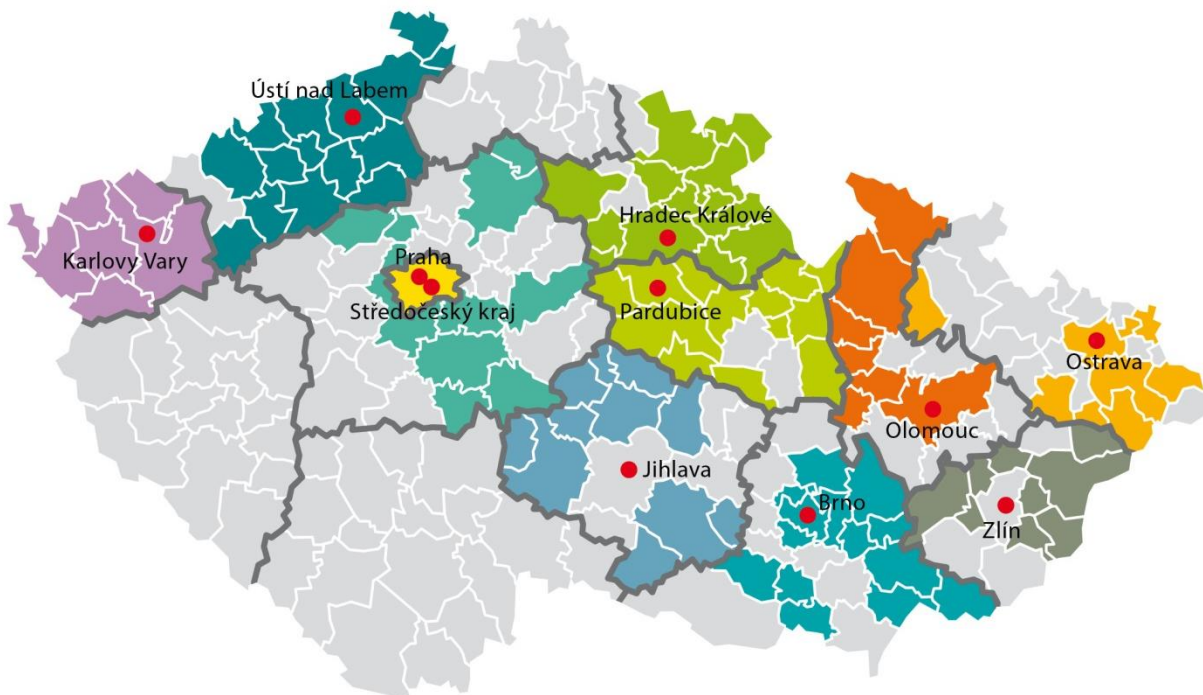 Ústí nad Labem
Hradec Králové
Karlovy Vary
Praha
Středočeský kraj
Pardubice
Ostrava
Olomouc
Jihlava
Brno
Zlín